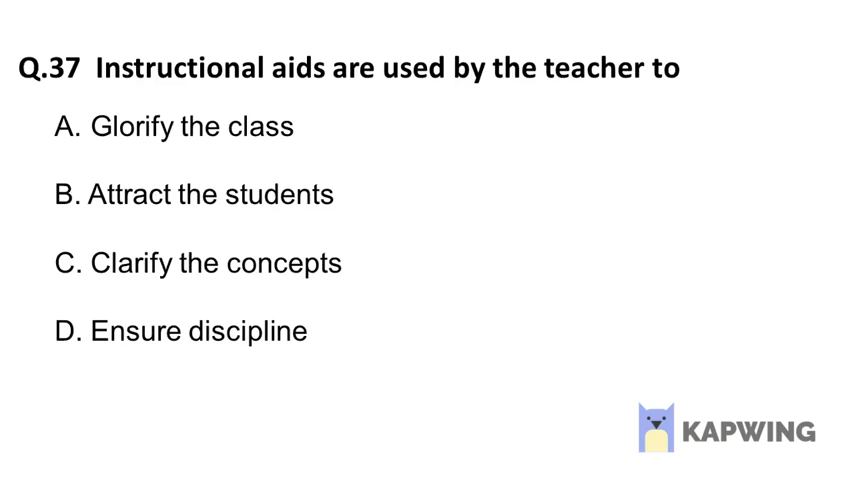 Q.37 Instructional aids are used by the teacher to
A. Glorify the class
B. Attract the students
C. Clarify the concepts
D. Ensure discipline
KAPWING